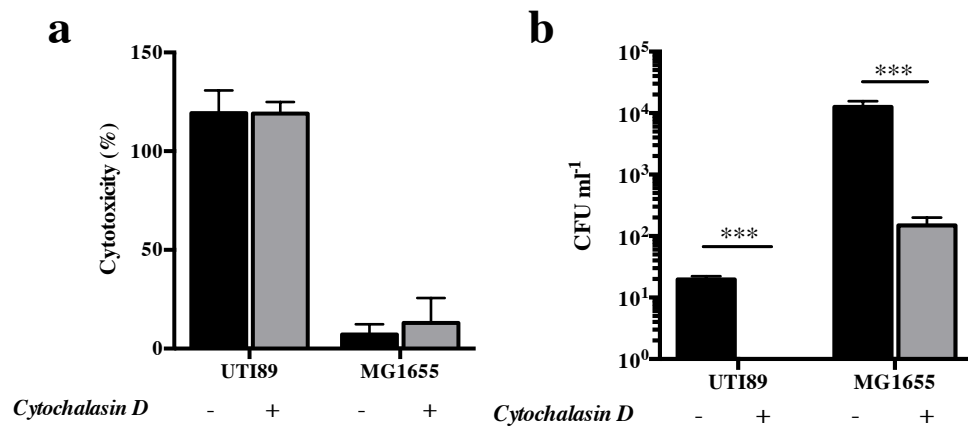 a
150
100
50
0
Cytotoxicity (%)
UTI89 MG1655
Cytochalasin D - + - +
b
10⁵
10⁴
10³
10²
10¹
10⁰
CFU ml⁻¹
***
***
UTI89 MG1655
Cytochalasin D - + - +